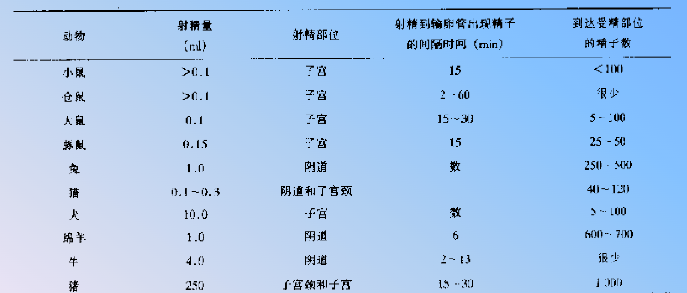 动物 射精量 (ml) 射精部位 射精到输卵管出现精子的间隔时间 (min) 到达受精部位的精子数
小鼠 >0.1 子宫 15 <100
仓鼠 >0.1 子宫 2~60 很少
大鼠 0.1 子宫 15~30 5~100
豚鼠 0.15 子宫 15 25~50
兔 1.0 阴道 数 250~500
猫 0.1~0.3 阴道和子宫颈 40~120
犬 10.0 子宫 数 5~100
绵羊 1.0 阴道 6 600~700
牛 4.0 阴道 2~13 很少
猪 250 子宫颈和子宫 15~30 1 000